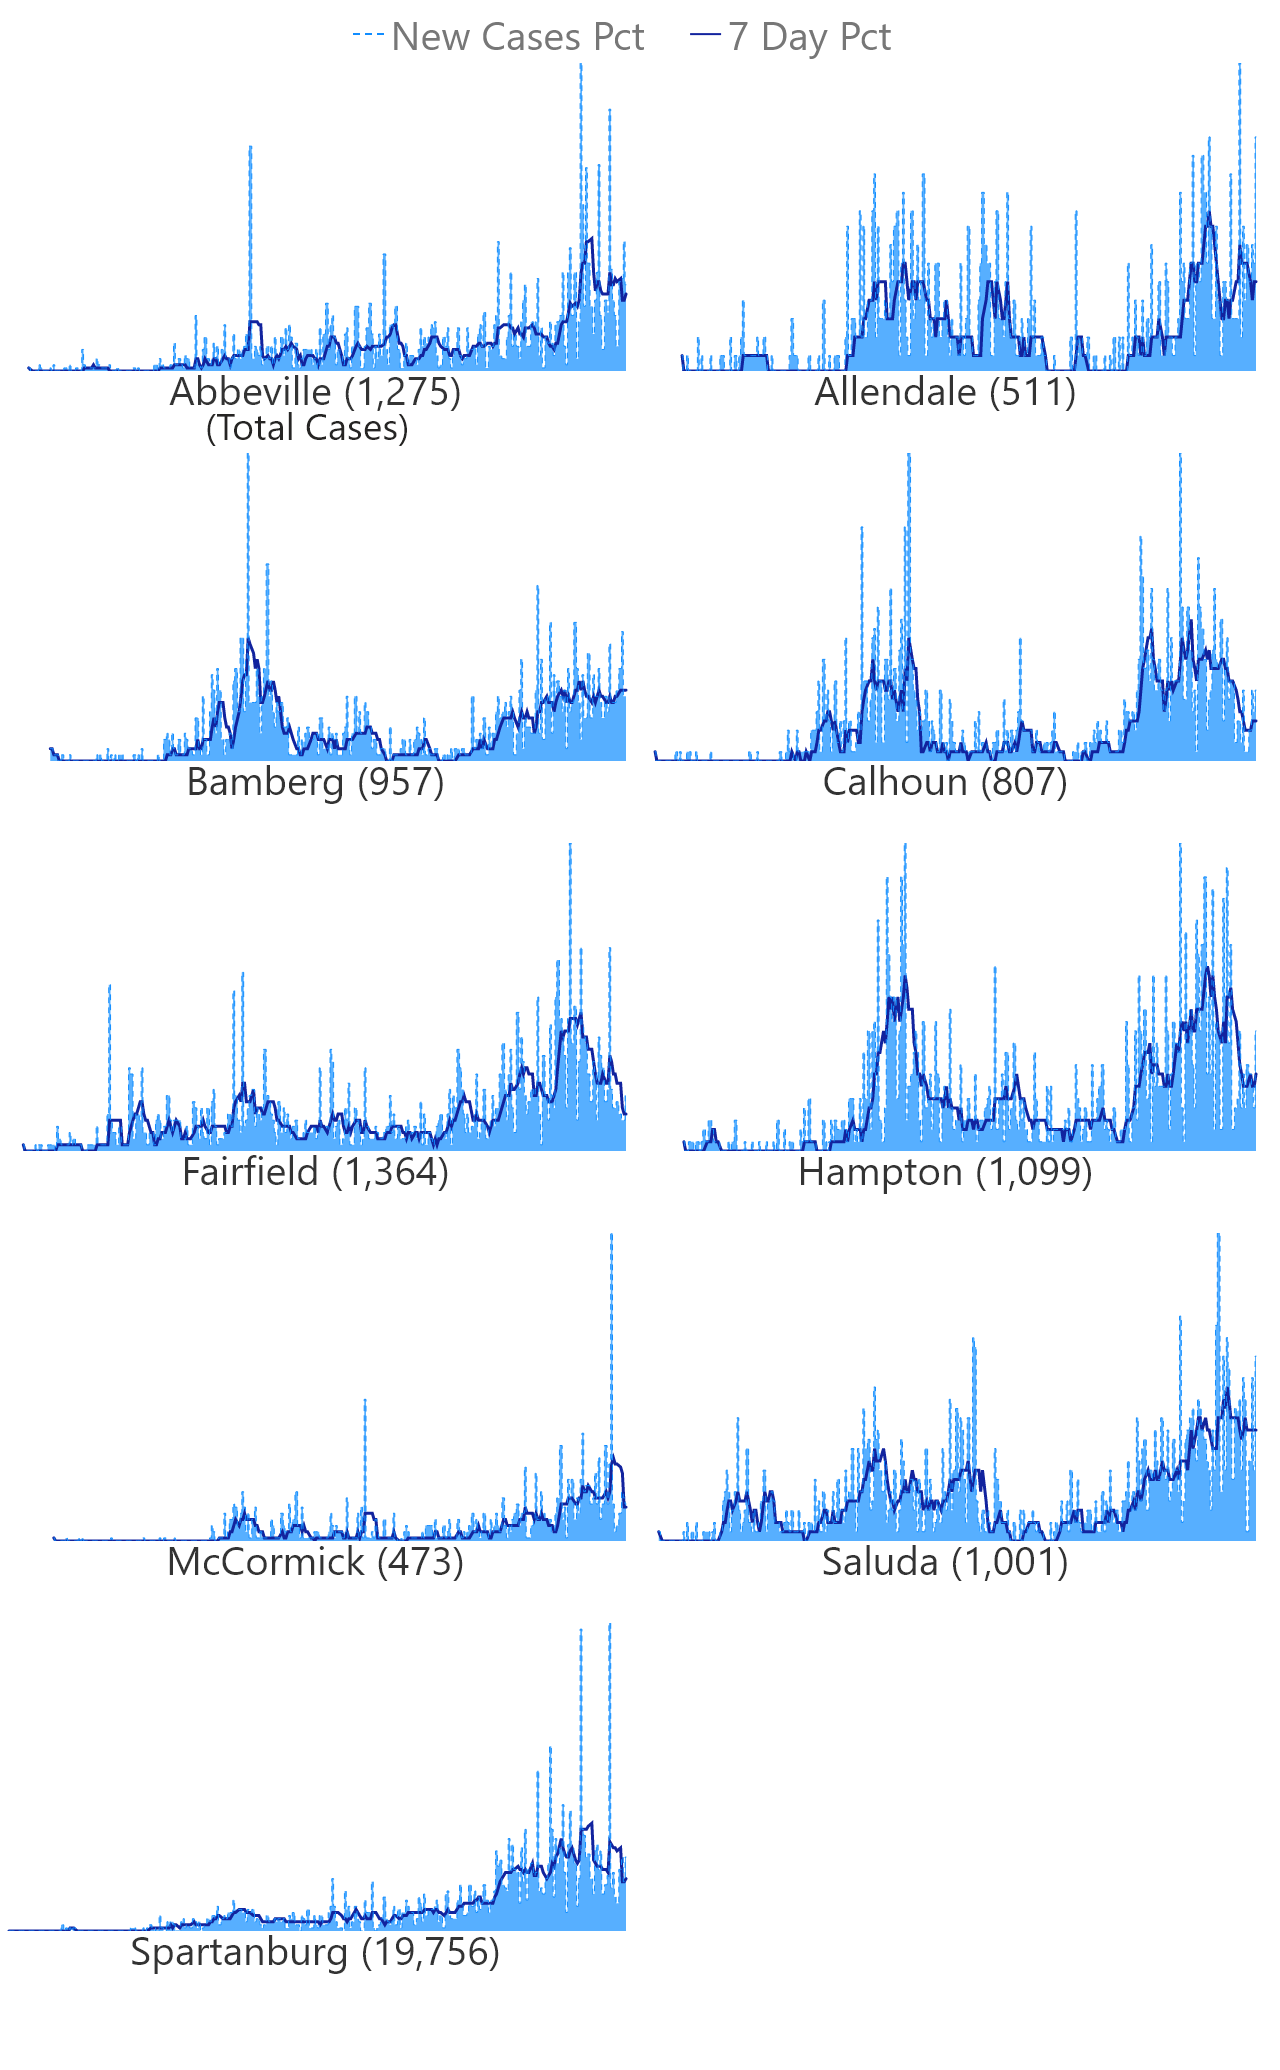 New Cases Pct 7 Day Pct
Abbeville (1,275) Allendale (511)
(Total Cases)
Bamberg (957) Calhoun (807)
Fairfield (1,364) Hampton (1,099)
McCormick (473) Saluda (1,001)
Spartanburg (19,756)